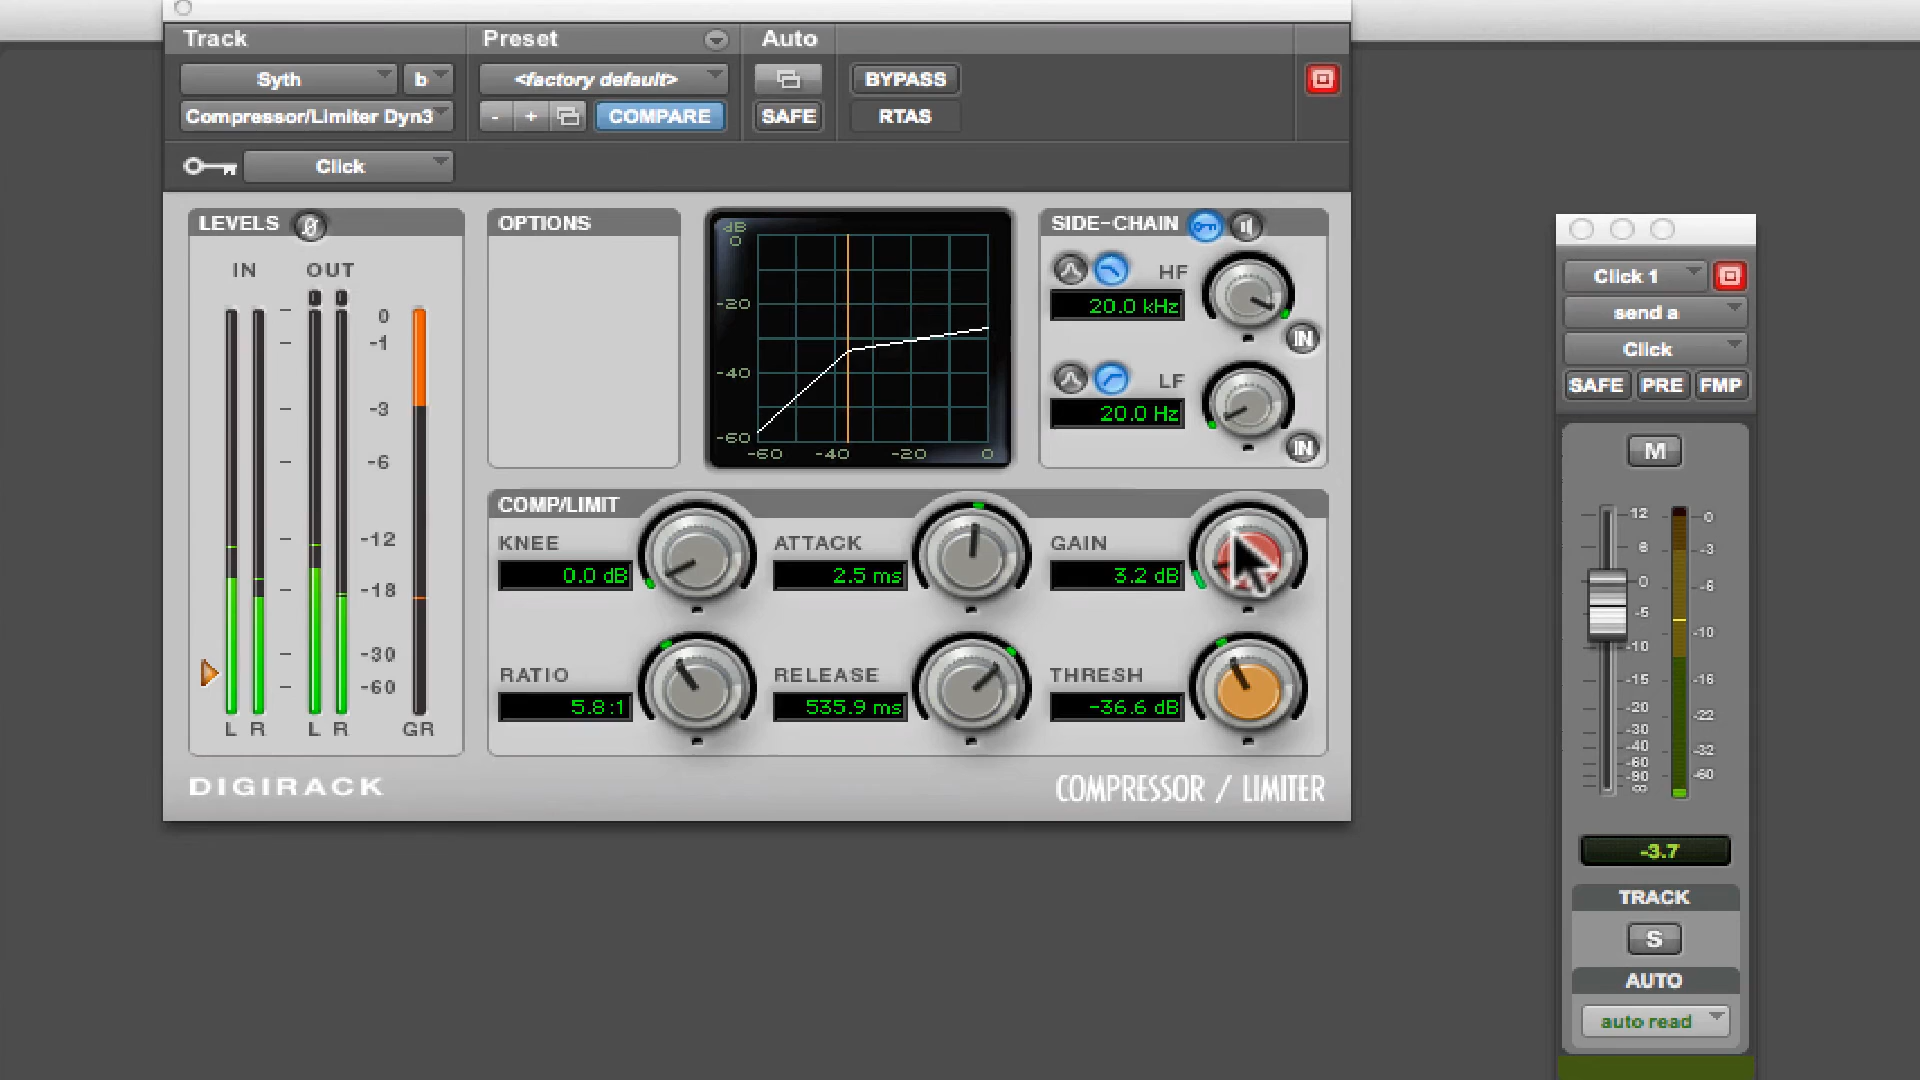 Track Preset Auto
Syth b <factory default> BYPASS
Compressor/Limiter Dyn3 - + COMPARE SAFE RTAS
Click
LEVELS Ø
IN OUT
0
-1
-3
-6
-12
-18
-30
-60
L R L R GR
OPTIONS
dB
0
-20
-40
-60
-60 -40 -20 0
SIDE-CHAIN
HF
20.0 kHz
IN
LF
20.0 Hz
IN
COMP/LIMIT
KNEE ATTACK GAIN
0.0 dB 2.5 ms 3.2 dB
RATIO RELEASE THRESH
5.8:1 535.9 ms -36.6 dB
DIGIRACK COMPRESSOR / LIMITER
Click 1
send a
Click
SAFE PRE FMP
M
12 0
6 -3
0 -6
-5 -10
-10 -16
-15 -22
-20 -32
-30 -60
-40
-60
-90
∞
-3.7
TRACK
S
AUTO
auto read